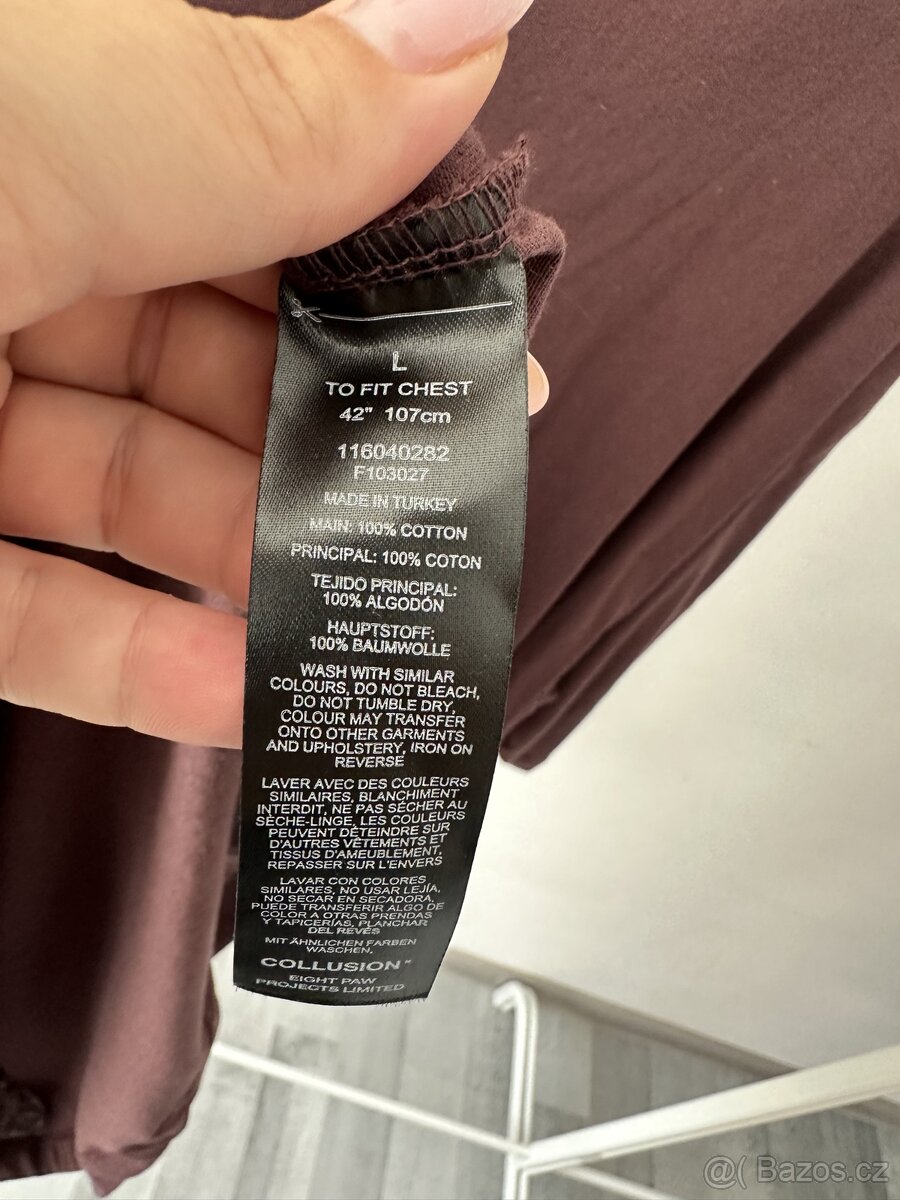 L
TO FIT CHEST
42" 107cm
116040282
F103027
MADE IN TURKEY
MAIN: 100% COTTON
PRINCIPAL: 100% COTON
TEJIDO PRINCIPAL:
100% ALGODÓN
HAUPTSTOFF:
100% BAUMWOLLE
WASH WITH SIMILAR
COLOURS, DO NOT BLEACH,
DO NOT TUMBLE DRY,
COLOUR MAY TRANSFER
ONTO OTHER GARMENTS
AND UPHOLSTERY, IRON ON
REVERSE
LAVER AVEC DES COULEURS
SIMILAIRES, BLANCHIMENT
INTERDIT, NE PAS SÉCHER AU
SÈCHE-LINGE, LES COULEURS
PEUVENT DÉTEINDRE SUR
D'AUTRES VÊTEMENTS ET
TISSUS D'AMEUBLEMENT,
REPASSER SUR L'ENVERS
LAVAR CON COLORES
SIMILARES, NO USAR LEJÍA,
NO SECAR EN SECADORA,
PUEDE TRANSFERIR ALGO DE
COLOR A OTRAS PRENDAS
Y TAPICERÍAS, PLANCHAR
DEL REVÉS
MIT ÄHNLICHEN FARBEN
WASCHEN,
COLLUSION™
EIGHT PAW
PROJECTS LIMITED
@( Bazos.cz